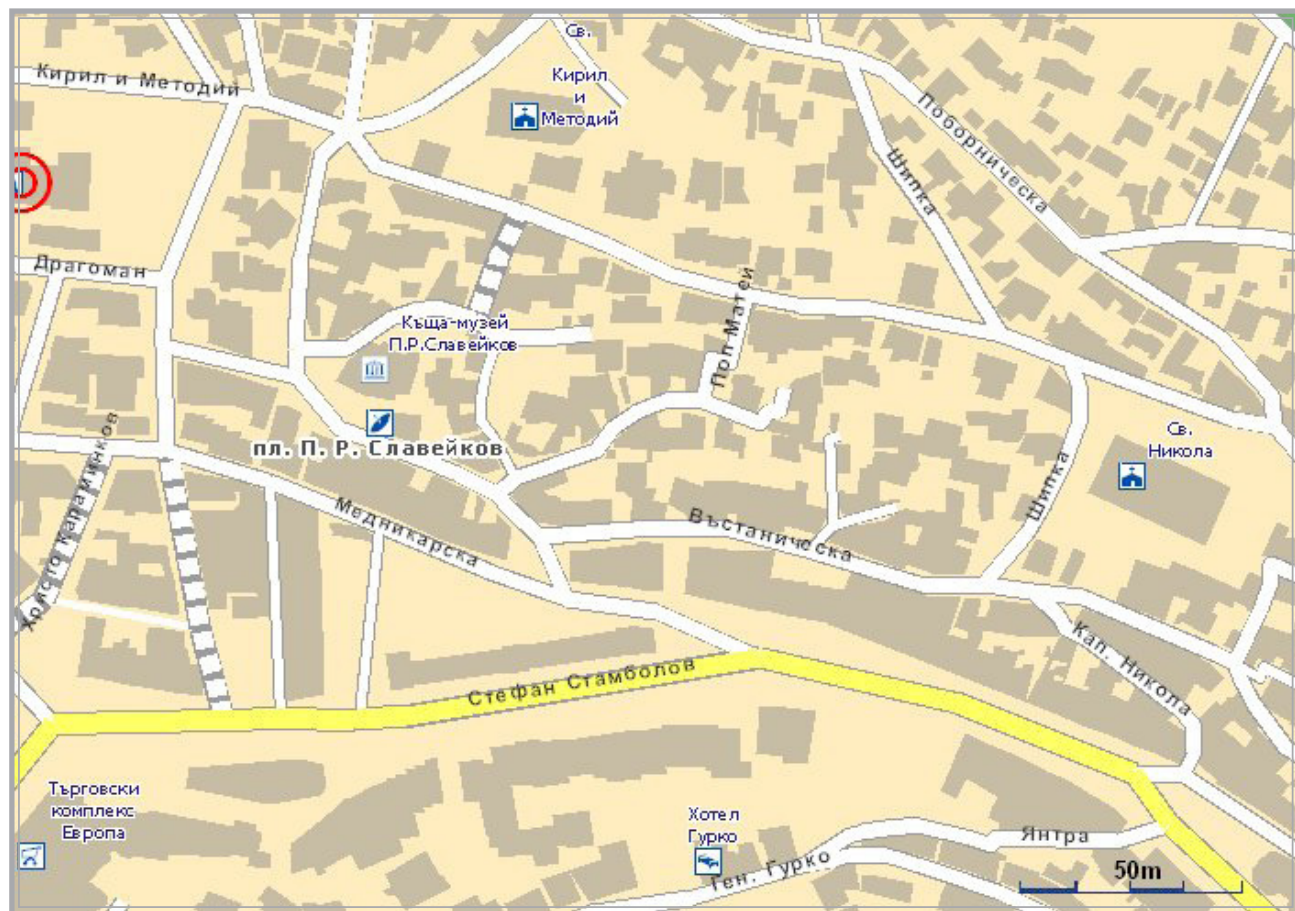 Св.
Кирил
и
Методий
Кирил и Методий
Поборническа
Шипка
Драгоман
Поп Матей
Къща-музей
П.Р.Славейков
пл. П. Р. Славейков
Св.
Никола
Христо Караминков
Медникарска
Въстаническа
Шипка
Кап. Никола
Стефан Стамболов
Търговски
комплекс
Европа
Хотел
Гурко
Ген. Гурко
Янтра
50m